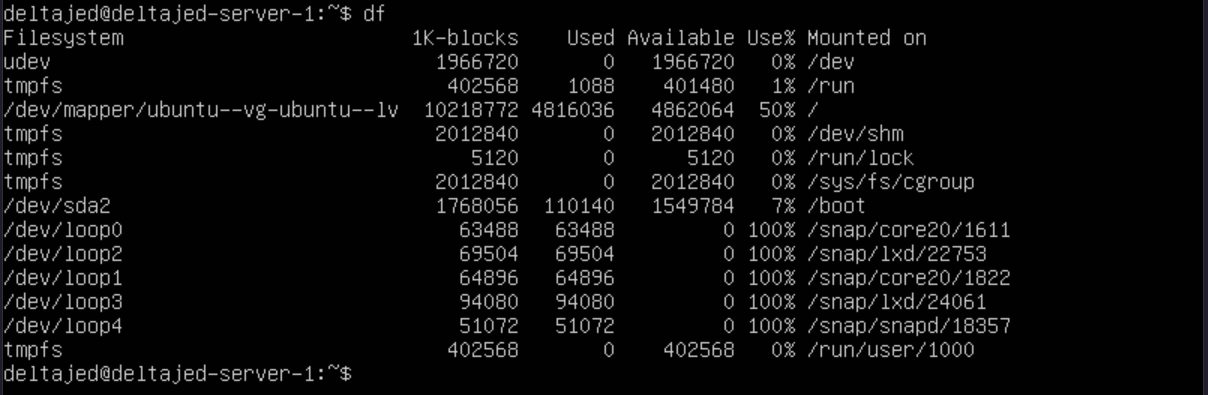 deltajed@deltajed-server-1:~$ df
Filesystem                        1K-blocks    Used Available Use% Mounted on
udev                                1966720       0   1966720   0% /dev
tmpfs                                402568    1088    401480   1% /run
/dev/mapper/ubuntu--vg-ubuntu--lv  10218772 4816036   4862064  50% /
tmpfs                               2012840       0   2012840   0% /dev/shm
tmpfs                                  5120       0      5120   0% /run/lock
tmpfs                               2012840       0   2012840   0% /sys/fs/cgroup
/dev/sda2                           1768056  110140   1549784   7% /boot
/dev/loop0                            63488   63488         0 100% /snap/core20/1611
/dev/loop2                            69504   69504         0 100% /snap/lxd/22753
/dev/loop1                            64896   64896         0 100% /snap/core20/1822
/dev/loop3                            94080   94080         0 100% /snap/lxd/24061
/dev/loop4                            51072   51072         0 100% /snap/snapd/18357
tmpfs                                402568       0    402568   0% /run/user/1000
deltajed@deltajed-server-1:~$